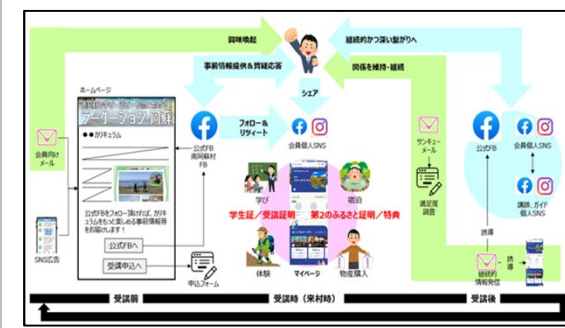 興味喚起
継続的かつ深い繋がりへ
事前情報提供&質疑応答
関係を維持・継続
ホームページ
シェア
会員向け
メール
●●カリキュラム
フォロー&
リツイート
公式FB
南阿蘇村
FB
会員個人SNS
サンキュー
メール
公式FB
会員個人SNS
学び
宿泊
満足度
調査
講師、ガイド
個人SNS
学生証/受講証明
第2のふるさと証明/特典
SNS広告
公式FBをフォロー頂ければ、カリキ
ュラムをもっと楽しめる事前情報等
をお届けします!
公式FBへ
受講申込へ
申込フォーム
体験
マイページ
物産購入
誘導
誘導
継続的
情報発信
受講前
受講時(来村時)
受講後